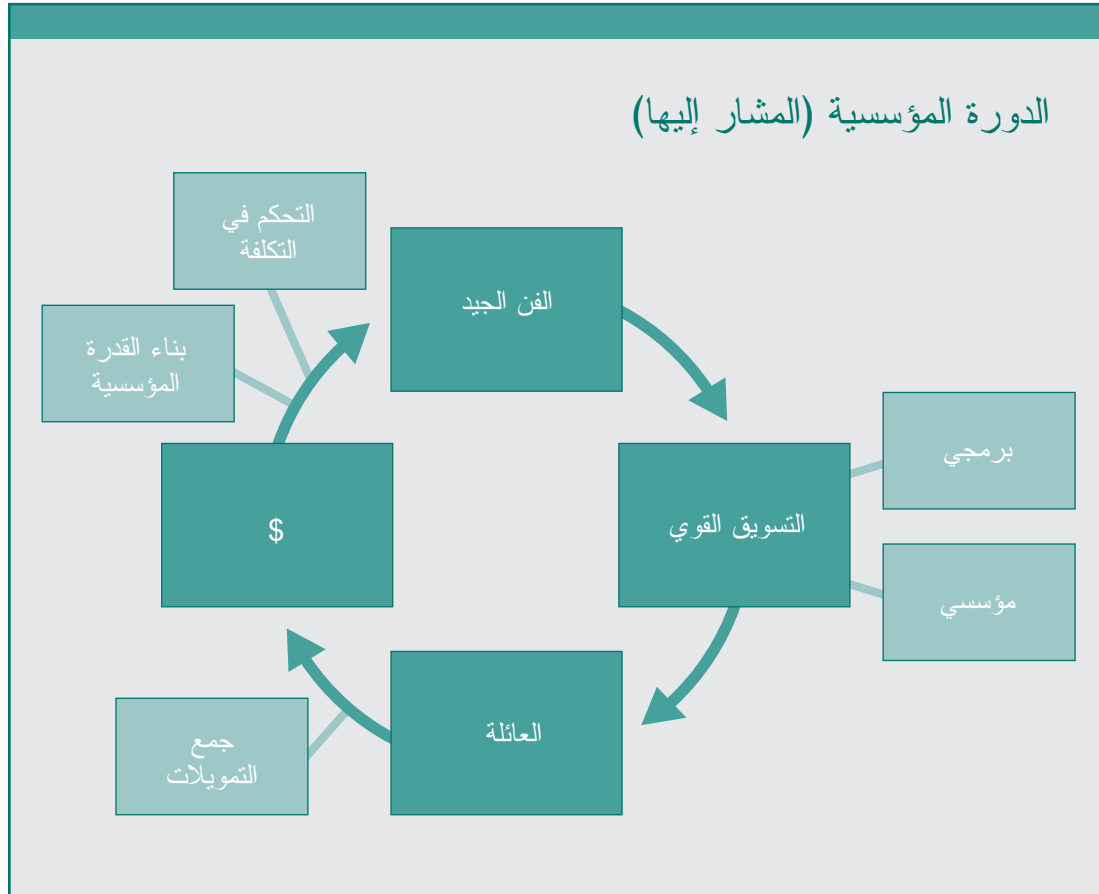 الدورة المؤسسية (المشار إليها)
التحكم في
التكلفة
الفن الجيد
بناء القدرة
المؤسسية
برمجي
$
التسويق القوي
مؤسسي
العائلة
جمع
التمويلات